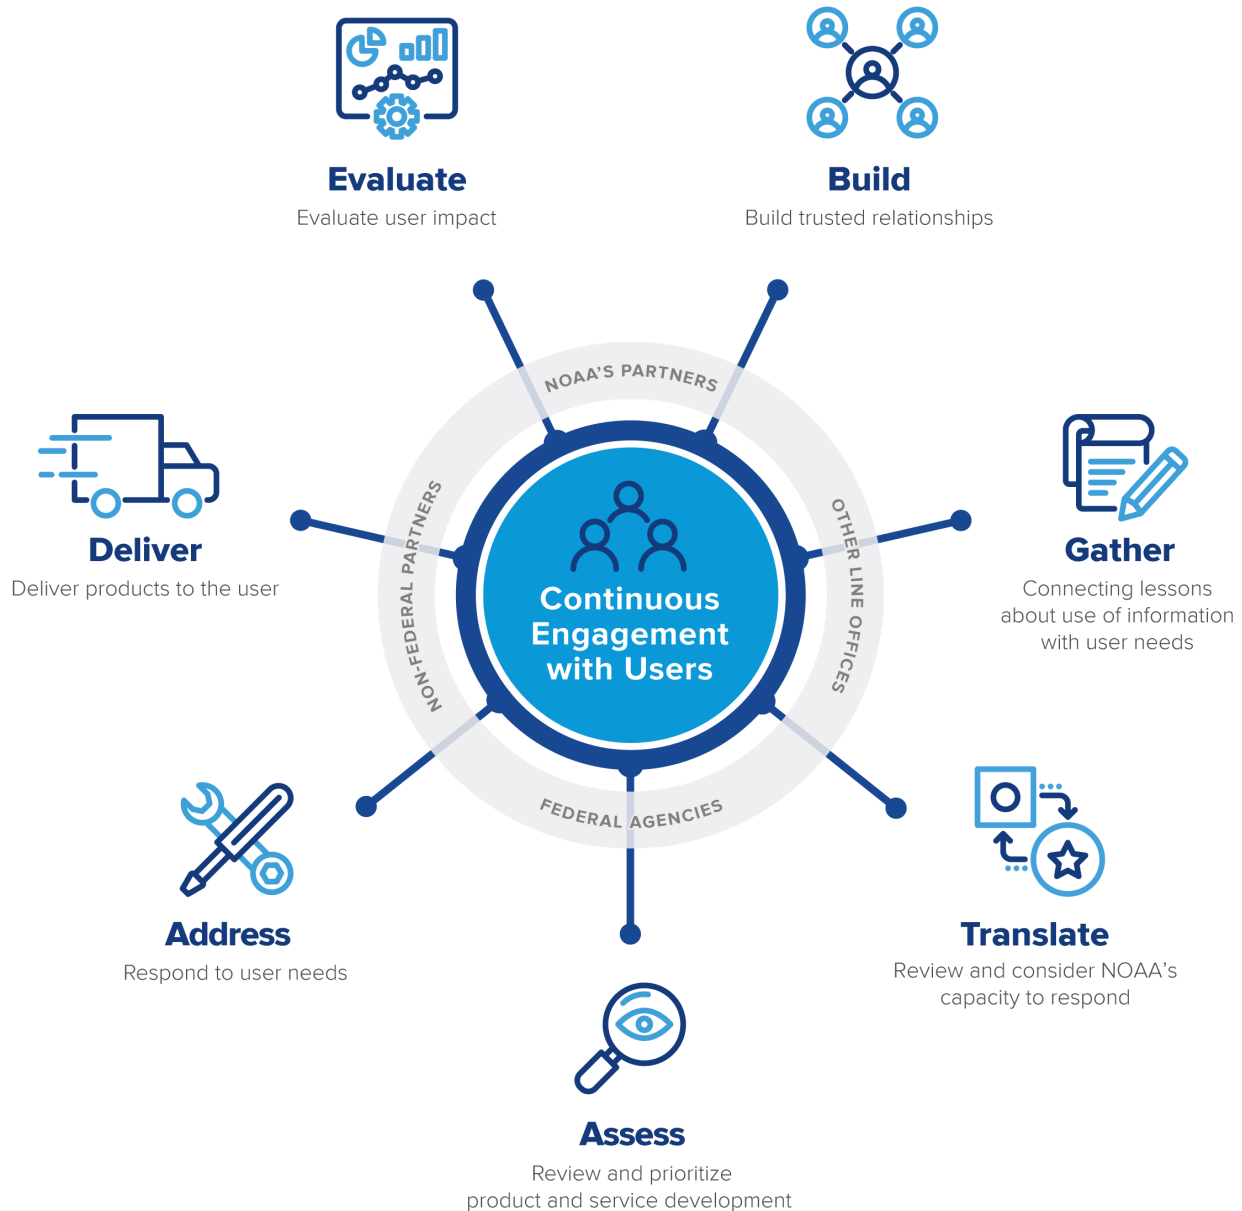 Evaluate
Evaluate user impact
Build
Build trusted relationships
NOAA'S PARTNERS
Deliver
Deliver products to the user
NON-FEDERAL PARTNERS
Continuous
Engagement
with Users
OTHER LINE OFFICES
Gather
Connecting lessons
about use of information
with user needs
FEDERAL AGENCIES
Address
Respond to user needs
Translate
Review and consider NOAA's
capacity to respond
Assess
Review and prioritize
product and service development